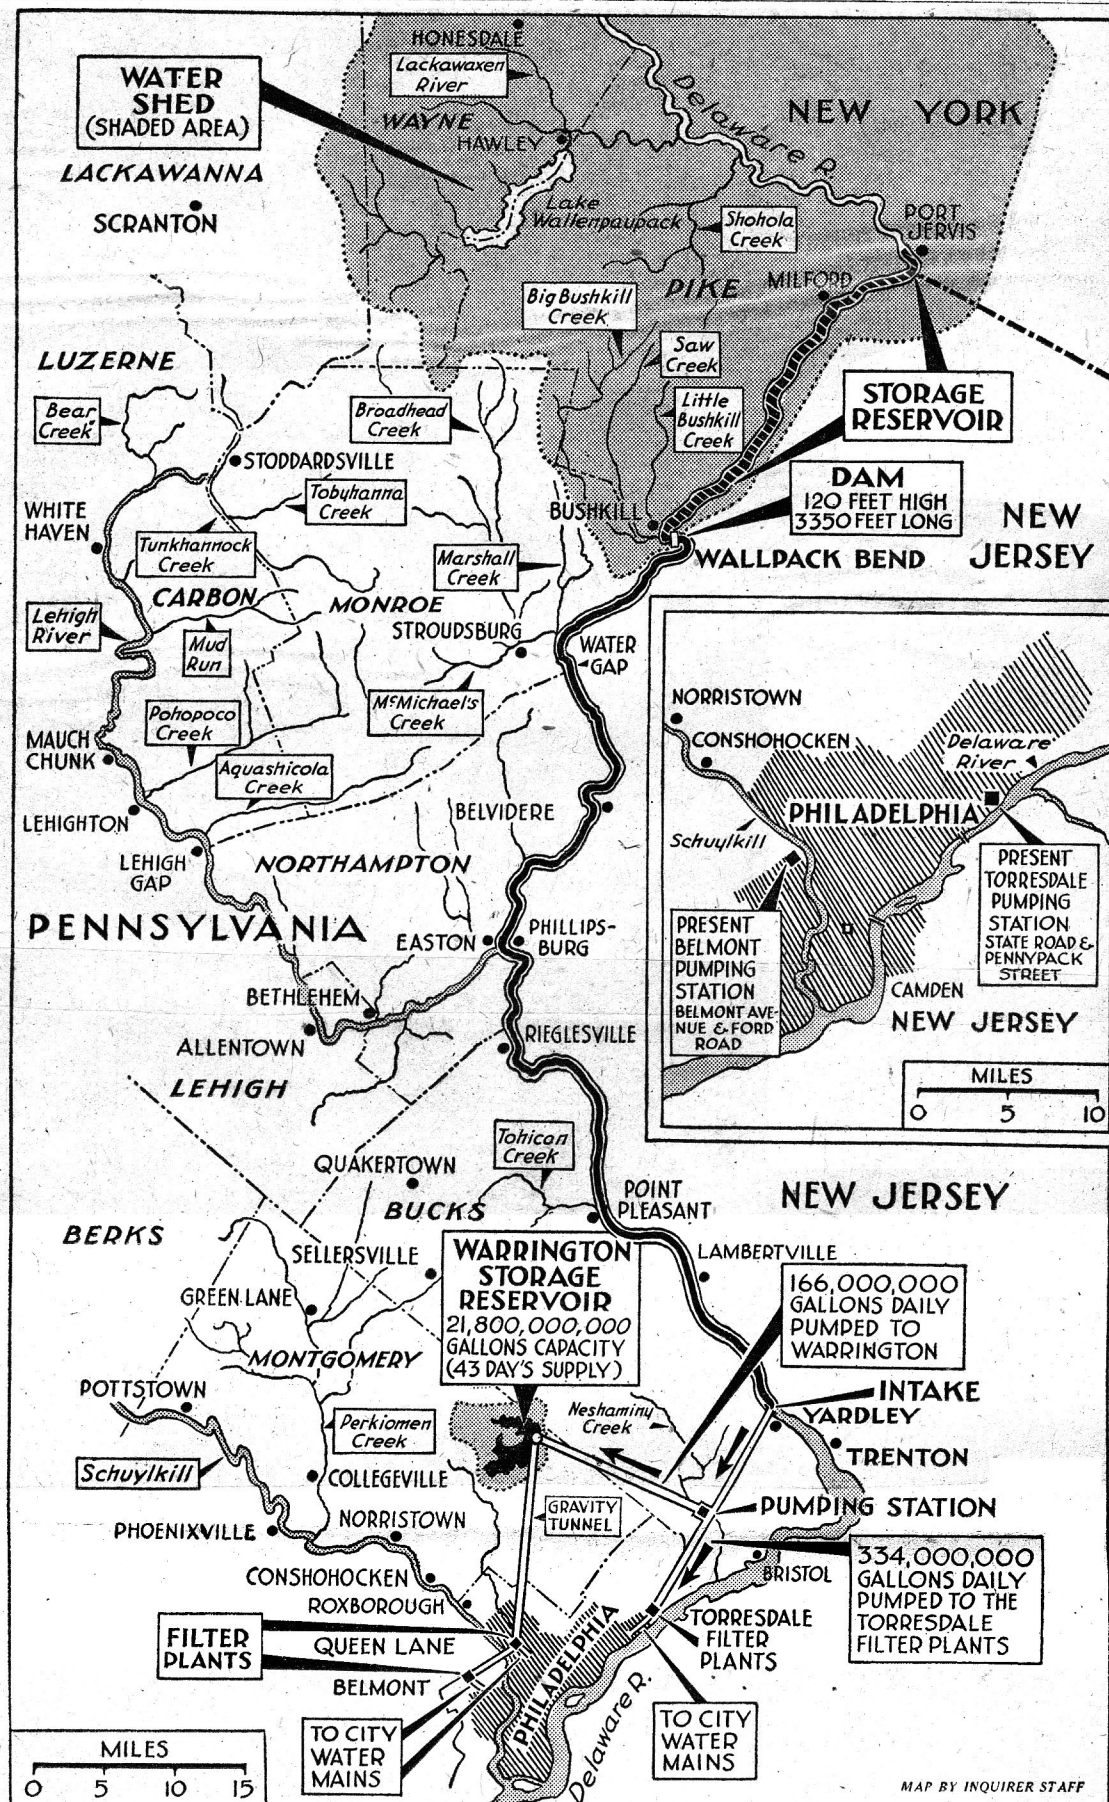 HONESDALE
Lackawaxen
River
Delaware R.
NEW YORK
WATER
SHED
(SHADED AREA)
WAYNE
HAWLEY
LACKAWANNA
SCRANTON
Lake
Wallenpaupack
Shohola
Creek
PORT
JERVIS
PIKE
MILFORD
Big Bushkill
Creek
Saw
Creek
LUZERNE
Bear
Creek
Broadhead
Creek
Little
Bushkill
Creek
STORAGE
RESERVOIR
STODDARDSVILLE
DAM
120 FEET HIGH
3350 FEET LONG
Tobyhanna
Creek
WHITE
HAVEN
BUSHKILL
NEW
JERSEY
Tunkhannock
Creek
Marshall
Creek
WALLPACK BEND
CARBON
MONROE
Lehigh
River
Mud
Run
STROUDSBURG
WATER
GAP
McMichael's
Creek
Pohopoco
Creek
MAUCH
CHUNK
Aquashicola
Creek
LEHIGHTON
BELVIDERE
LEHIGH
GAP
NORTHAMPTON
PENNSYLVANIA
EASTON
PHILLIPS-
BURG
BETHLEHEM
ALLENTOWN
RIEGLESVILLE
LEHIGH
NORRISTOWN
CONSHOHOCKEN
Delaware
River
PHILADELPHIA
Schuylkill
PRESENT
TORRESDALE
PUMPING
STATION
STATE ROAD &
PENNYPACK
STREET
PRESENT
BELMONT
PUMPING
STATION
BELMONT AVE-
NUE & FORD
ROAD
CAMDEN
NEW JERSEY
MILES
0 5 10
Tohican
Creek
QUAKERTOWN
BUCKS
POINT
PLEASANT
NEW JERSEY
BERKS
SELLERSVILLE
WARRINGTON
STORAGE
RESERVOIR
21,800,000,000
GALLONS CAPACITY
(43 DAY'S SUPPLY)
LAMBERTVILLE
166,000,000
GALLONS DAILY
PUMPED TO
WARRINGTON
GREEN LANE
MONTGOMERY
POTTSTOWN
INTAKE
YARDLEY
Neshaminy
Creek
Perkiomen
Creek
TRENTON
Schuylkill
COLLEGEVILLE
GRAVITY
TUNNEL
PUMPING STATION
PHOENIXVILLE
NORRISTOWN
334,000,000
GALLONS DAILY
PUMPED TO THE
TORRESDALE
FILTER PLANTS
BRISTOL
CONSHOHOCKEN
ROXBOROUGH
TORRESDALE
FILTER
PLANTS
FILTER
PLANTS
QUEEN LANE
BELMONT
PHILADELPHIA
Delaware R.
TO CITY
WATER
MAINS
TO CITY
WATER
MAINS
MILES
0 5 10 15
MAP BY INQUIRER STAFF